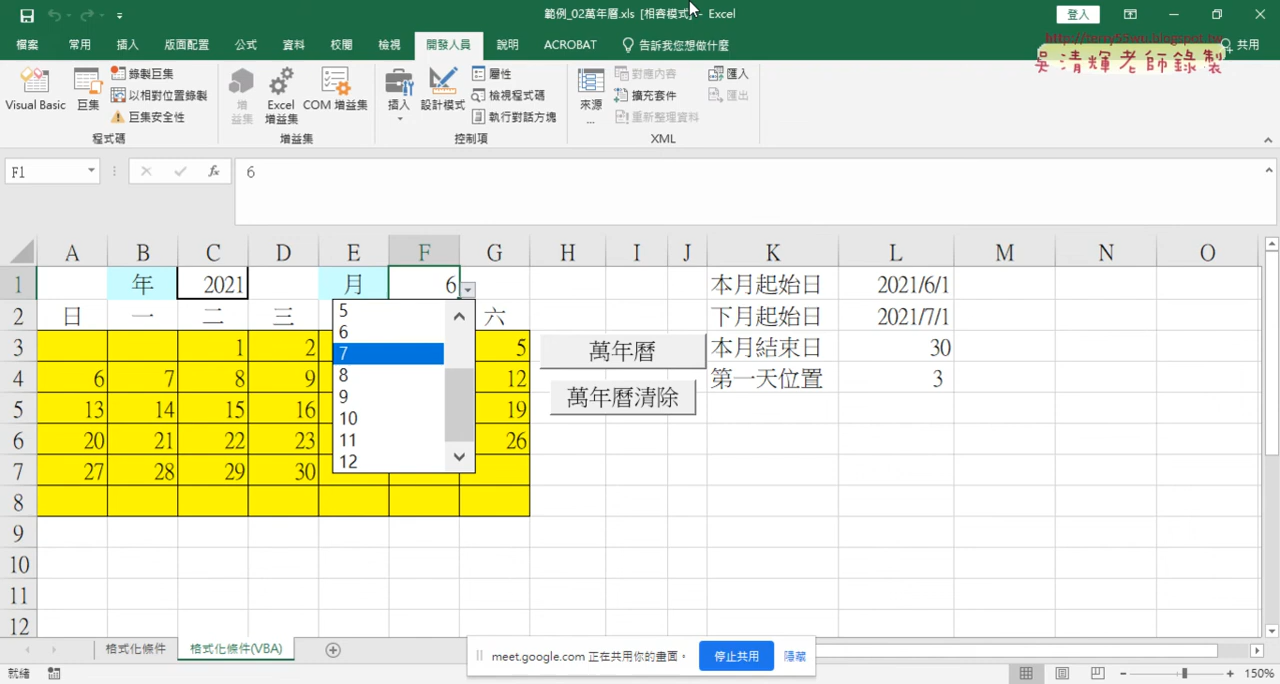 範例_02萬年曆.xls [相容模式] - Excel
登入
檔案 常用 插入 版面配置 公式 資料 校閱 檢視 開發人員 說明 ACROBAT 告訴我您想做什麼 共用
http://terry55wu.blogspot.tw
吳清輝老師錄製
Visual Basic 巨集 錄製巨集 以相對位置錄製 巨集安全性
程式碼
增益集 Excel 增益集 COM 增益集
增益集
插入 設計模式 屬性 檢視程式碼 執行對話方塊
控制項
來源 對應內容 擴充套件 重新整理資料 匯入 匯出
XML
F1 fx 6
A B C D E F G H I J K L M N O
1 年 2021 月 6 本月起始日 2021/6/1
2 日 一 二 三 六 下月起始日 2021/7/1
3 1 2 5 萬年曆 本月結束日 30
4 6 7 8 9 12 第一天位置 3
萬年曆清除
5 13 14 15 16 19
6 20 21 22 23 26
7 27 28 29 30
8
9
10
11
12
5
6
7
8
9
10
11
12
格式化條件 格式化條件(VBA)
meet.google.com 正在共用你的畫面。 停止共用 隱藏
就緒 150%